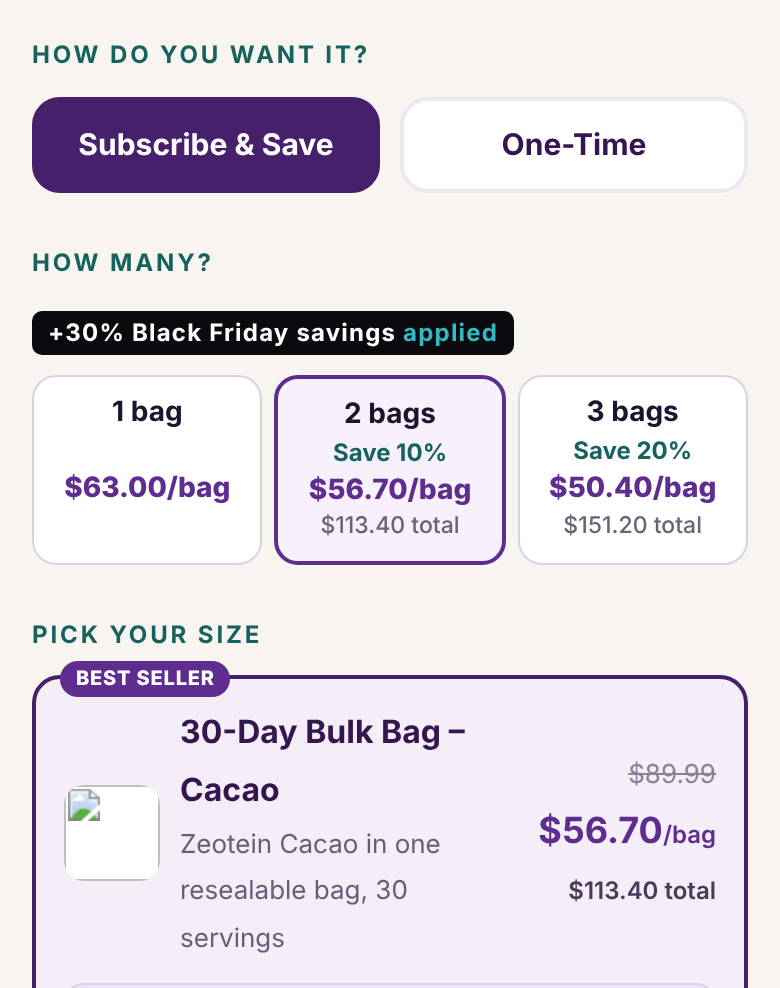 HOW DO YOU WANT IT?
Subscribe & Save
One-Time
HOW MANY?
+30% Black Friday savings applied
1 bag
$63.00/bag
2 bags
Save 10%
$56.70/bag
$113.40 total
3 bags
Save 20%
$50.40/bag
$151.20 total
PICK YOUR SIZE
BEST SELLER
30-Day Bulk Bag –
Cacao
Zeotein Cacao in one
resealable bag, 30
servings
$89.99
$56.70/bag
$113.40 total